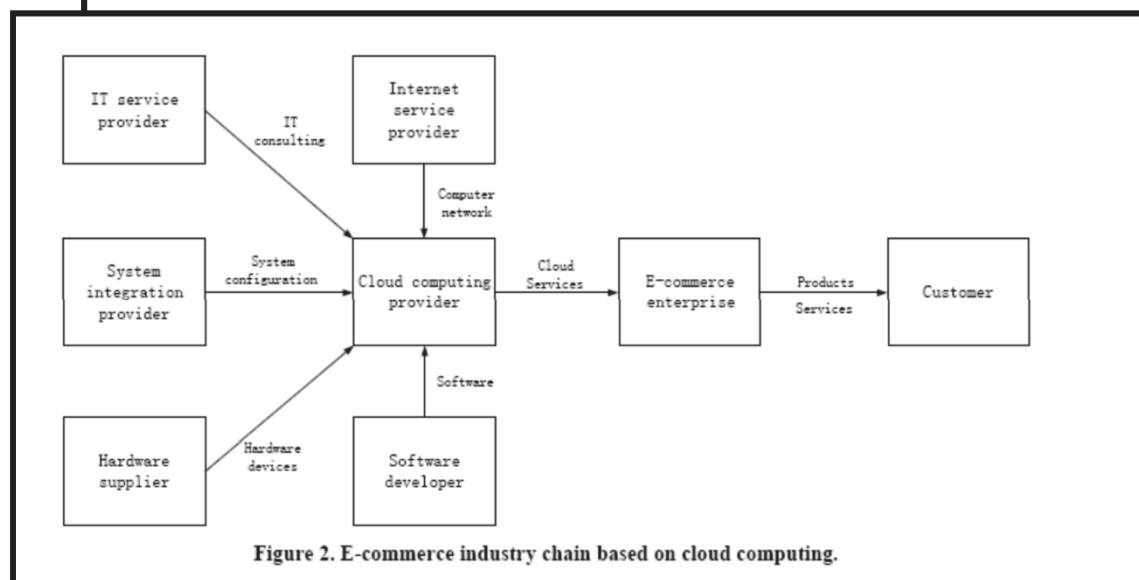 IT service
provider
Internet
service
provider
IT
consulting
Computer
network
System
integration
provider
System
configuration
Cloud computing
provider
Cloud
Services
E-commerce
enterprise
Products
Services
Customer
Software
Hardware
supplier
Hardware
devices
Software
developer
Figure 2. E-commerce industry chain based on cloud computing.